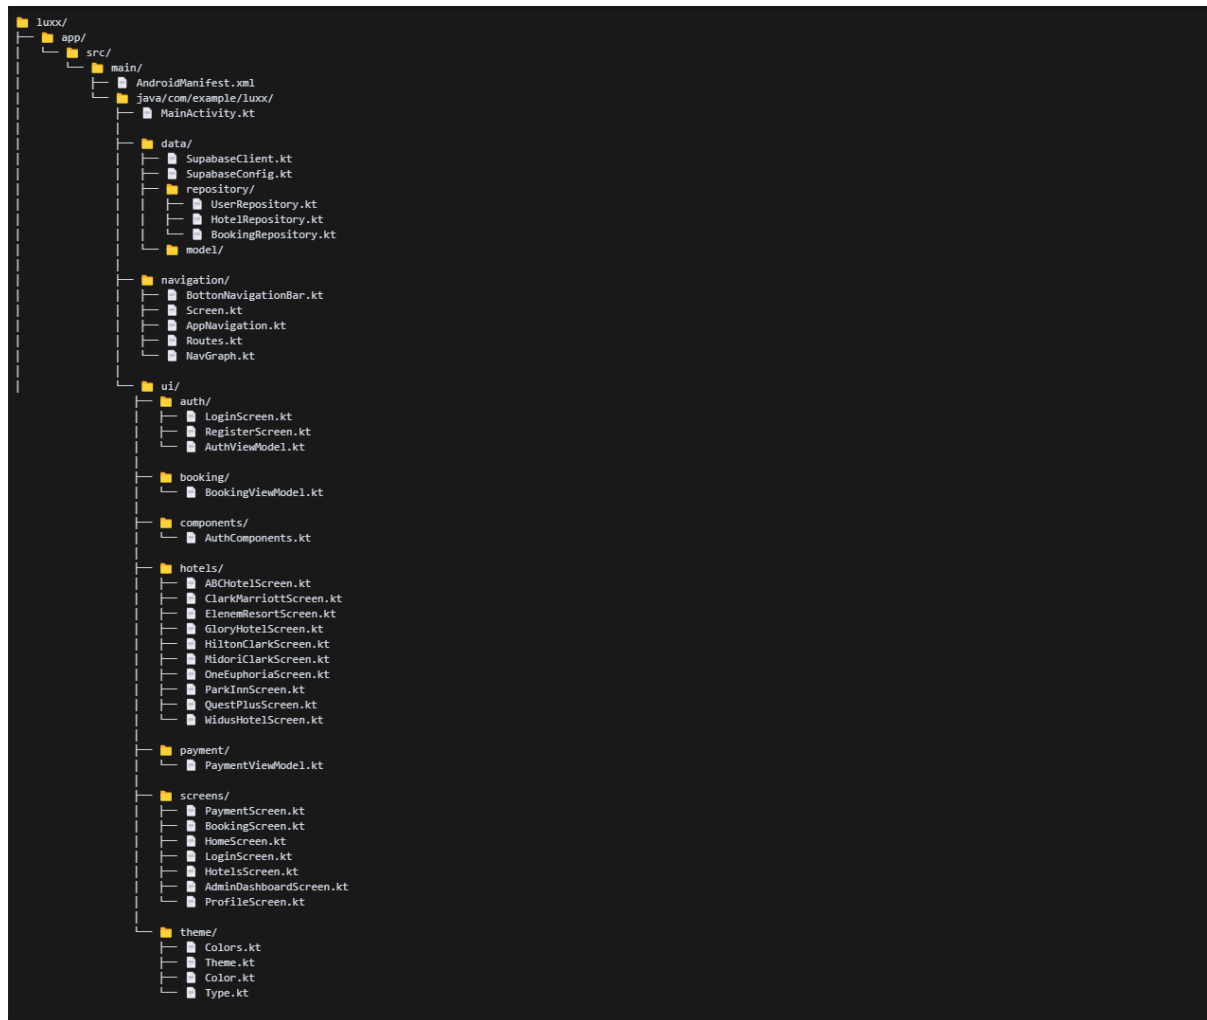 luxx/
├── app/
│   └── src/
│       └── main/
│           ├── AndroidManifest.xml
│           └── java/com/example/luxx/
│               ├── MainActivity.kt
│               │
│               ├── data/
│               │   ├── SupabaseClient.kt
│               │   ├── SupabaseConfig.kt
│               │   ├── repository/
│               │   │   ├── UserRepository.kt
│               │   │   ├── HotelRepository.kt
│               │   │   └── BookingRepository.kt
│               │   └── model/
│               │
│               ├── navigation/
│               │   ├── BottonNavigationBar.kt
│               │   ├── Screen.kt
│               │   ├── AppNavigation.kt
│               │   ├── Routes.kt
│               │   └── NavGraph.kt
│               │
│               └── ui/
                    ├── auth/
                    │   ├── LoginScreen.kt
                    │   ├── RegisterScreen.kt
                    │   └── AuthViewModel.kt
                    │
                    ├── booking/
                    │   └── BookingViewModel.kt
                    │
                    ├── components/
                    │   └── AuthComponents.kt
                    │
                    ├── hotels/
                    │   ├── ABCHotelScreen.kt
                    │   ├── ClarkMarriottScreen.kt
                    │   ├── ElenemResortScreen.kt
                    │   ├── GloryHotelScreen.kt
                    │   ├── HiltonClarkScreen.kt
                    │   ├── MidoriClarkScreen.kt
                    │   ├── OneEuphoriaScreen.kt
                    │   ├── ParkInnScreen.kt
                    │   ├── QuestPlusScreen.kt
                    │   └── WidusHotelScreen.kt
                    │
                    ├── payment/
                    │   └── PaymentViewModel.kt
                    │
                    ├── screens/
                    │   ├── PaymentScreen.kt
                    │   ├── BookingScreen.kt
                    │   ├── HomeScreen.kt
                    │   ├── LoginScreen.kt
                    │   ├── HotelsScreen.kt
                    │   ├── AdminDashboardScreen.kt
                    │   └── ProfileScreen.kt
                    │
                    └── theme/
                        ├── Colors.kt
                        ├── Theme.kt
                        ├── Color.kt
                        └── Type.kt